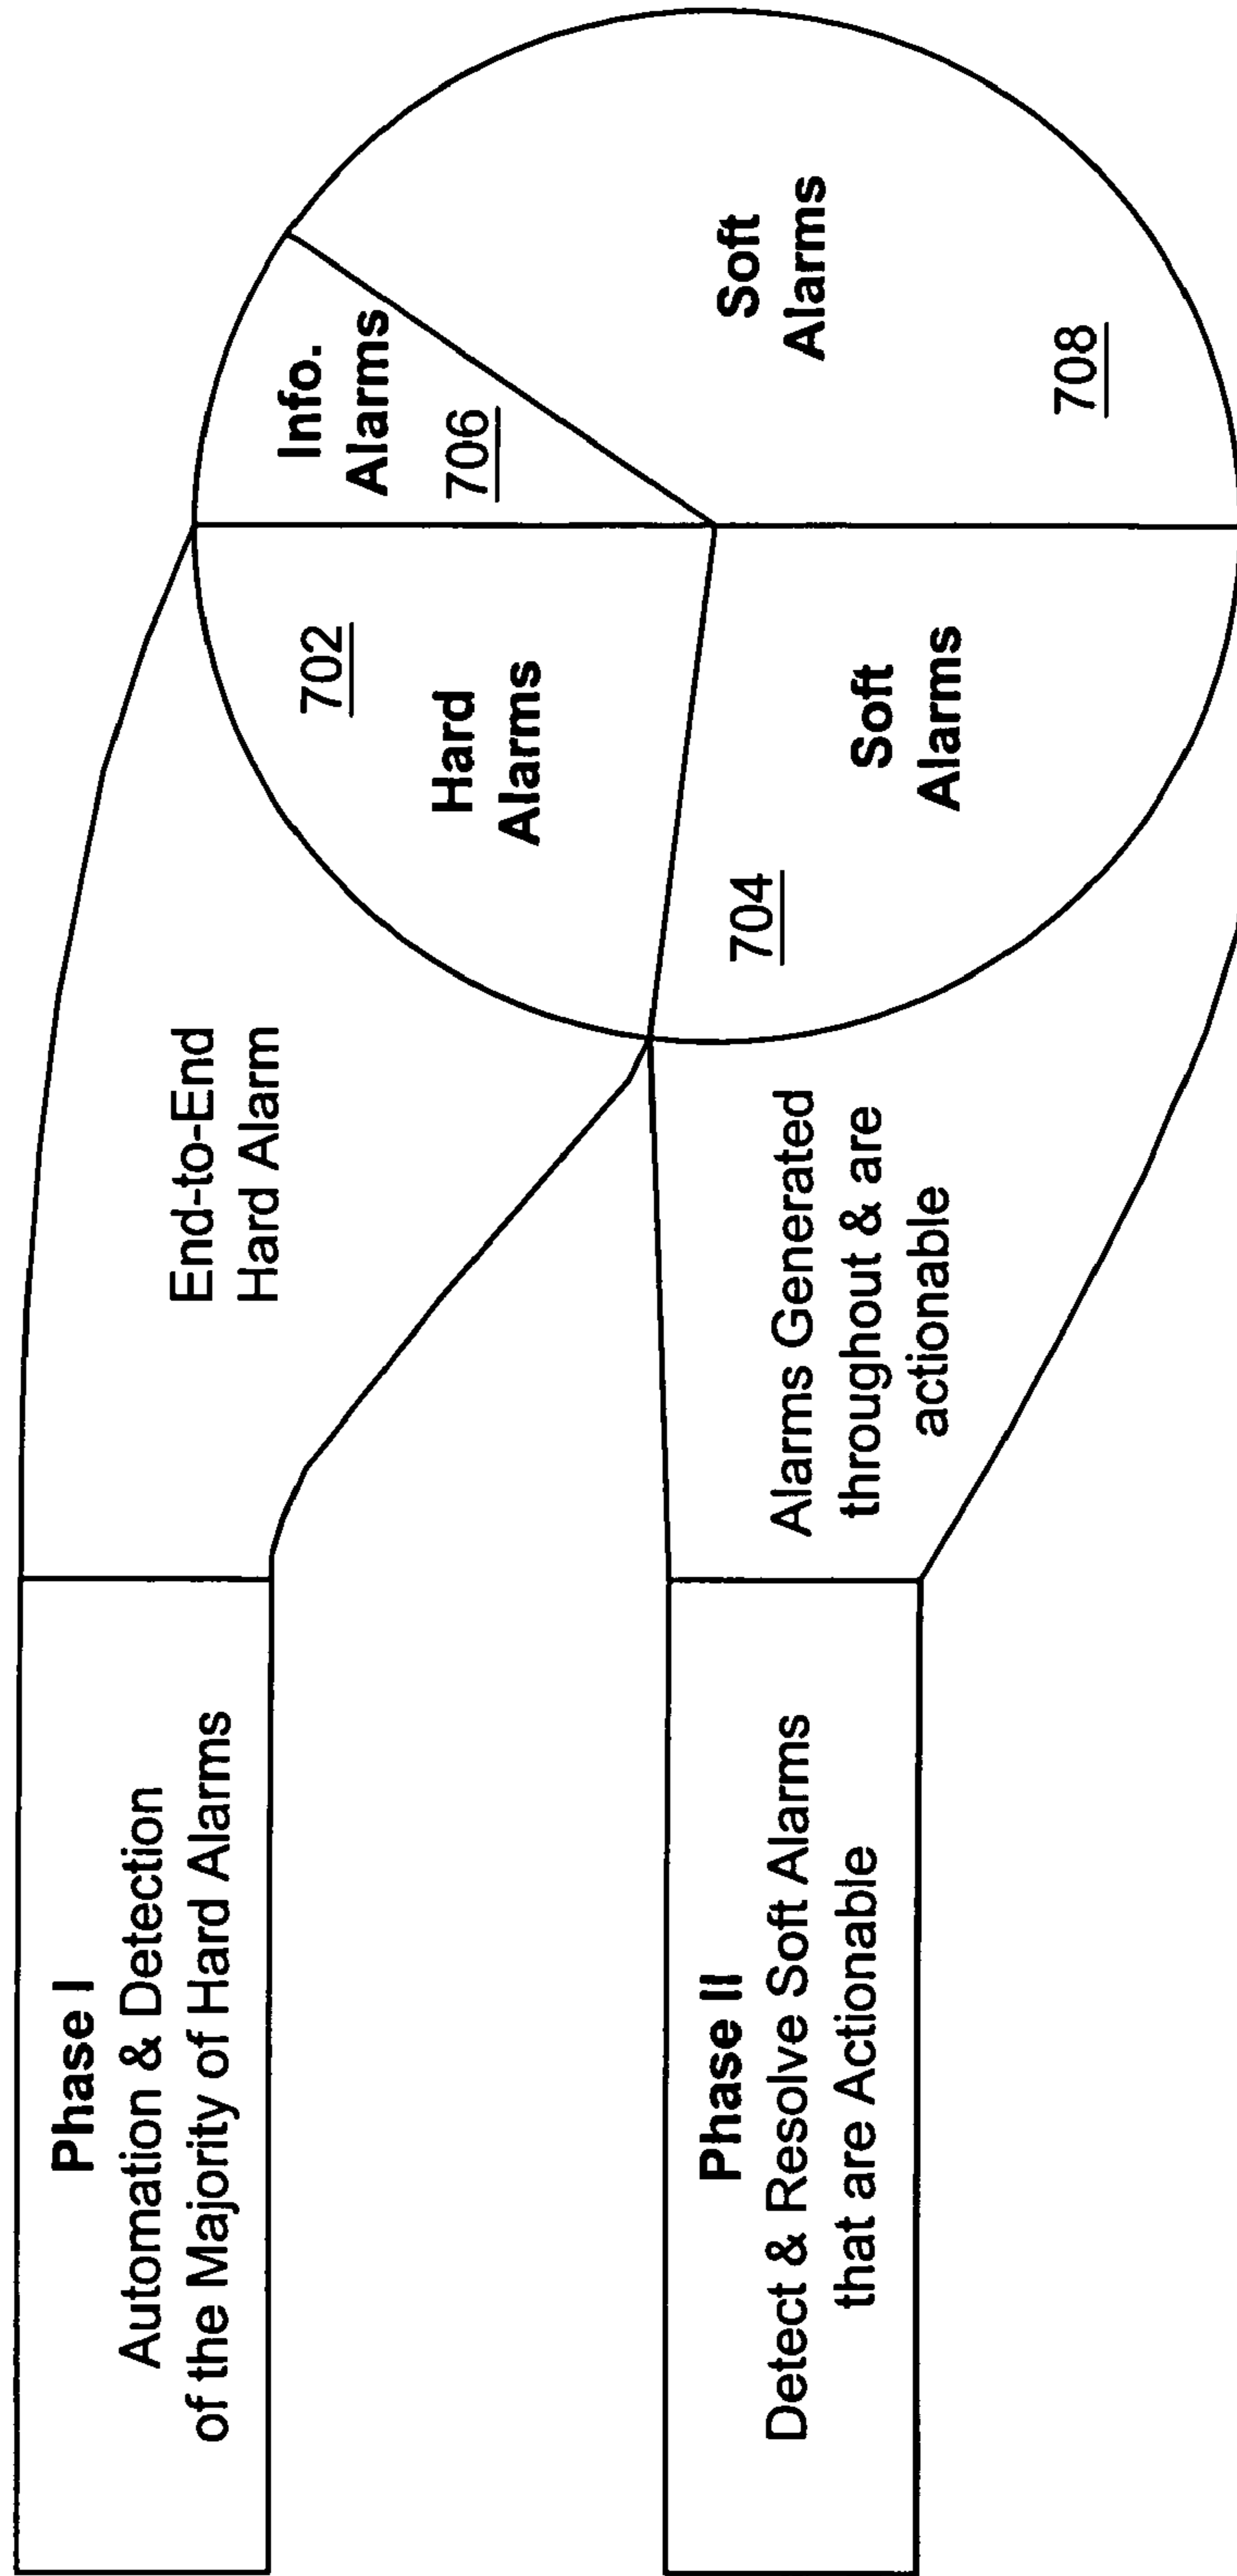 Phase I
Automation & Detection
of the Majority of Hard Alarms
End-to-End
Hard Alarm
702
Hard
Alarms
Info.
Alarms
706
Phase II
Detect & Resolve Soft Alarms
that are Actionable
Alarms Generated
throughout & are
actionable
704
Soft
Alarms
Soft
Alarms
708